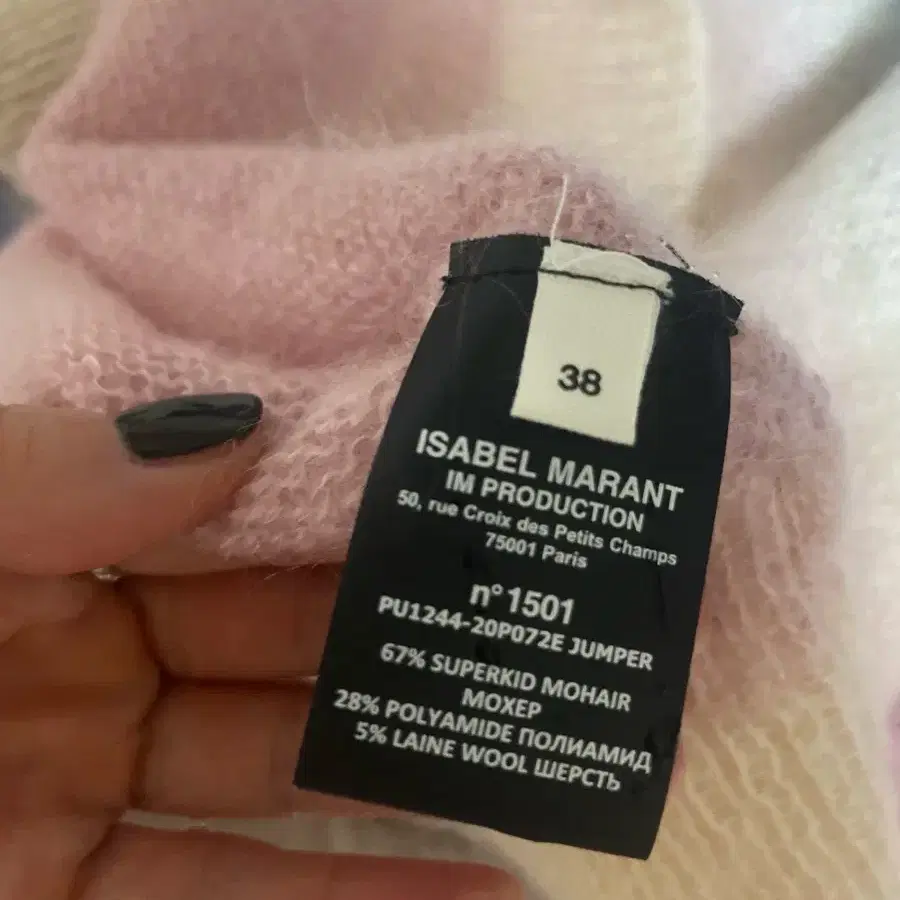 38
ISABEL MARANT
IM PRODUCTION
50, rue Croix des Petits Champs
75001 Paris
n°1501
PU1244-20P072E JUMPER
67% SUPERKID MOHAIR
МОХЕР
28% POLYAMIDE ПОЛИАМИД
5% LAINE WOOL ШЕРСТЬ